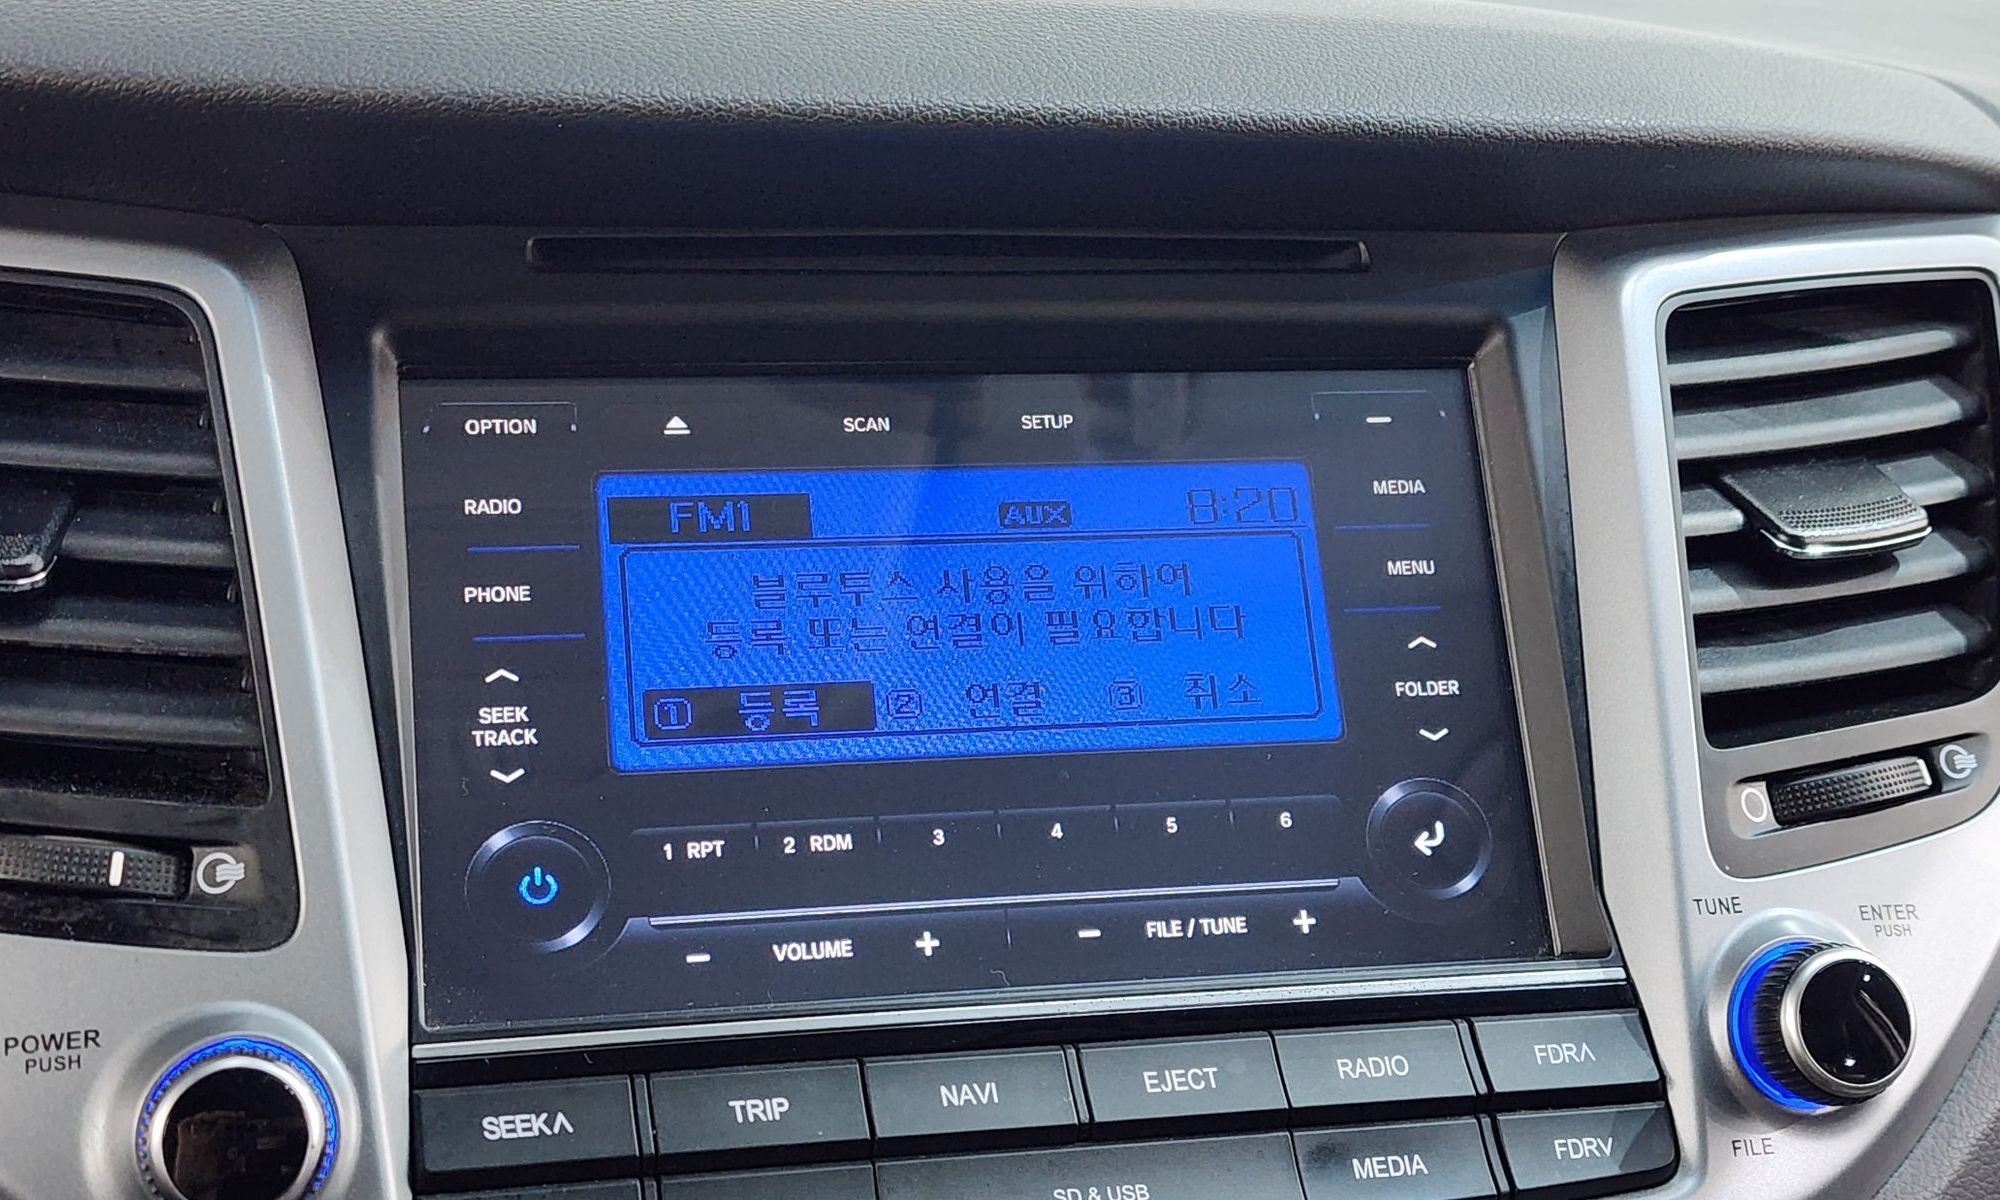 OPTION
SCAN
SETUP
RADIO
PHONE
SEEK
TRACK
FM1 AUX 8:20
블루투스 사용을 위하여
등록 또는 연결이 필요합니다
① 등록 ② 연결 ③ 취소
MEDIA
MENU
FOLDER
1 RPT 2 RDM 3 4 5 6
− VOLUME + − FILE / TUNE +
TUNE
ENTER
PUSH
FILE
POWER
PUSH
SEEK∧ TRIP NAVI EJECT RADIO FDR∧
SD & USB MEDIA FDR∨